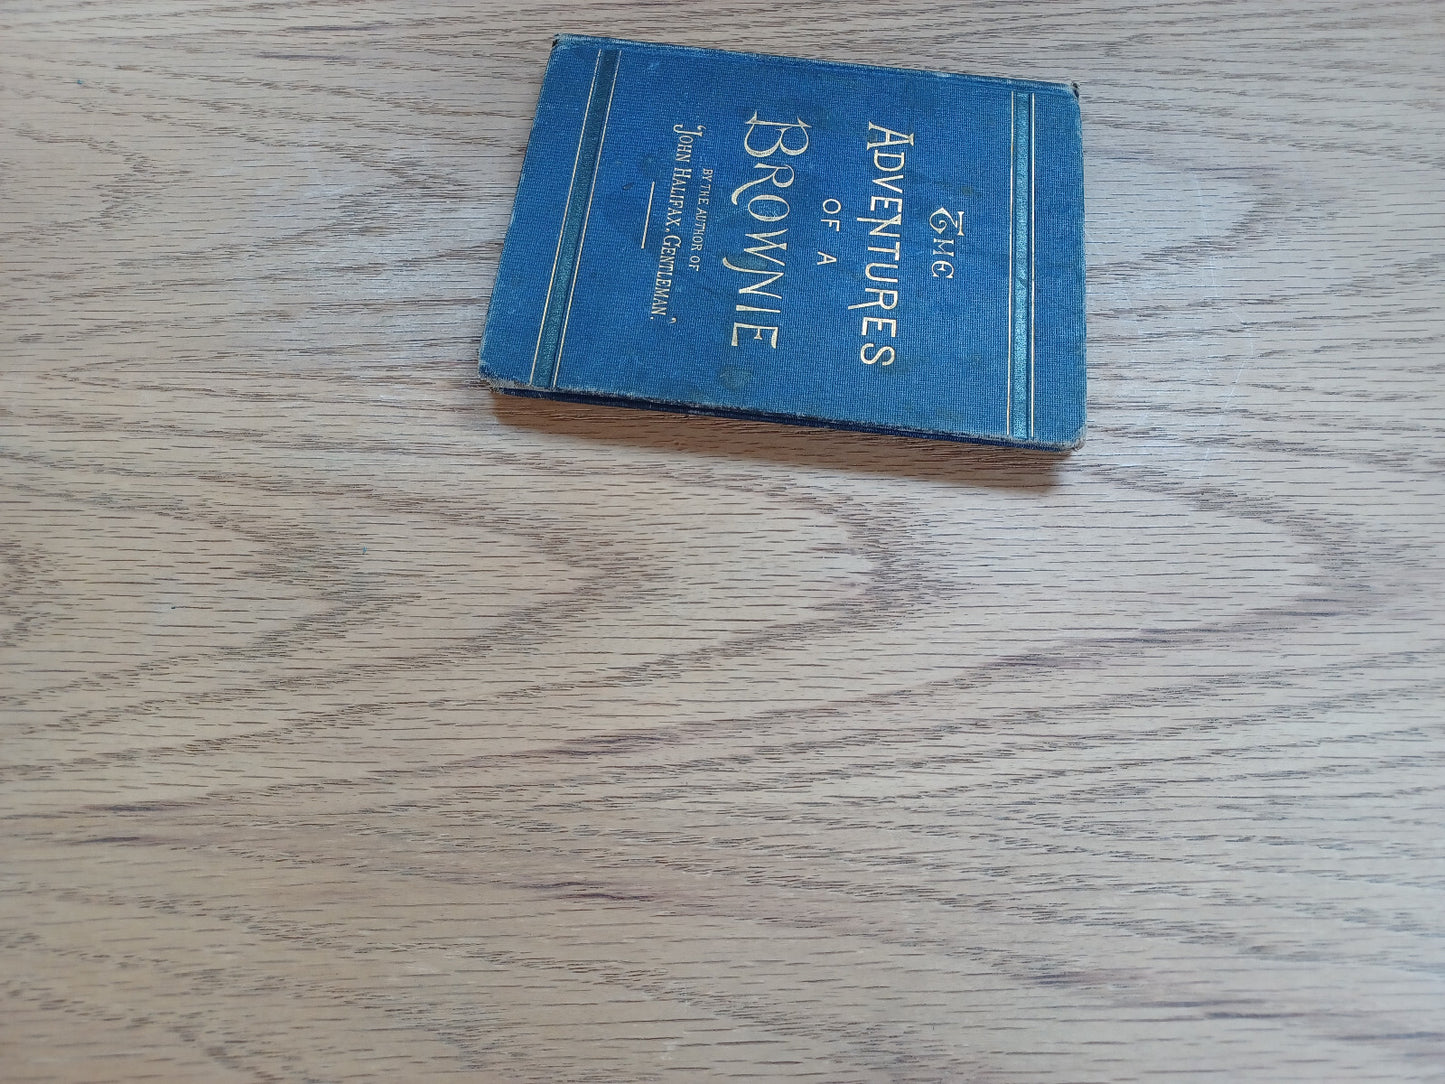 THE
ADVENTURES
OF A
BROWNIE
BY THE AUTHOR OF
"JOHN HALIFAX, GENTLEMAN."